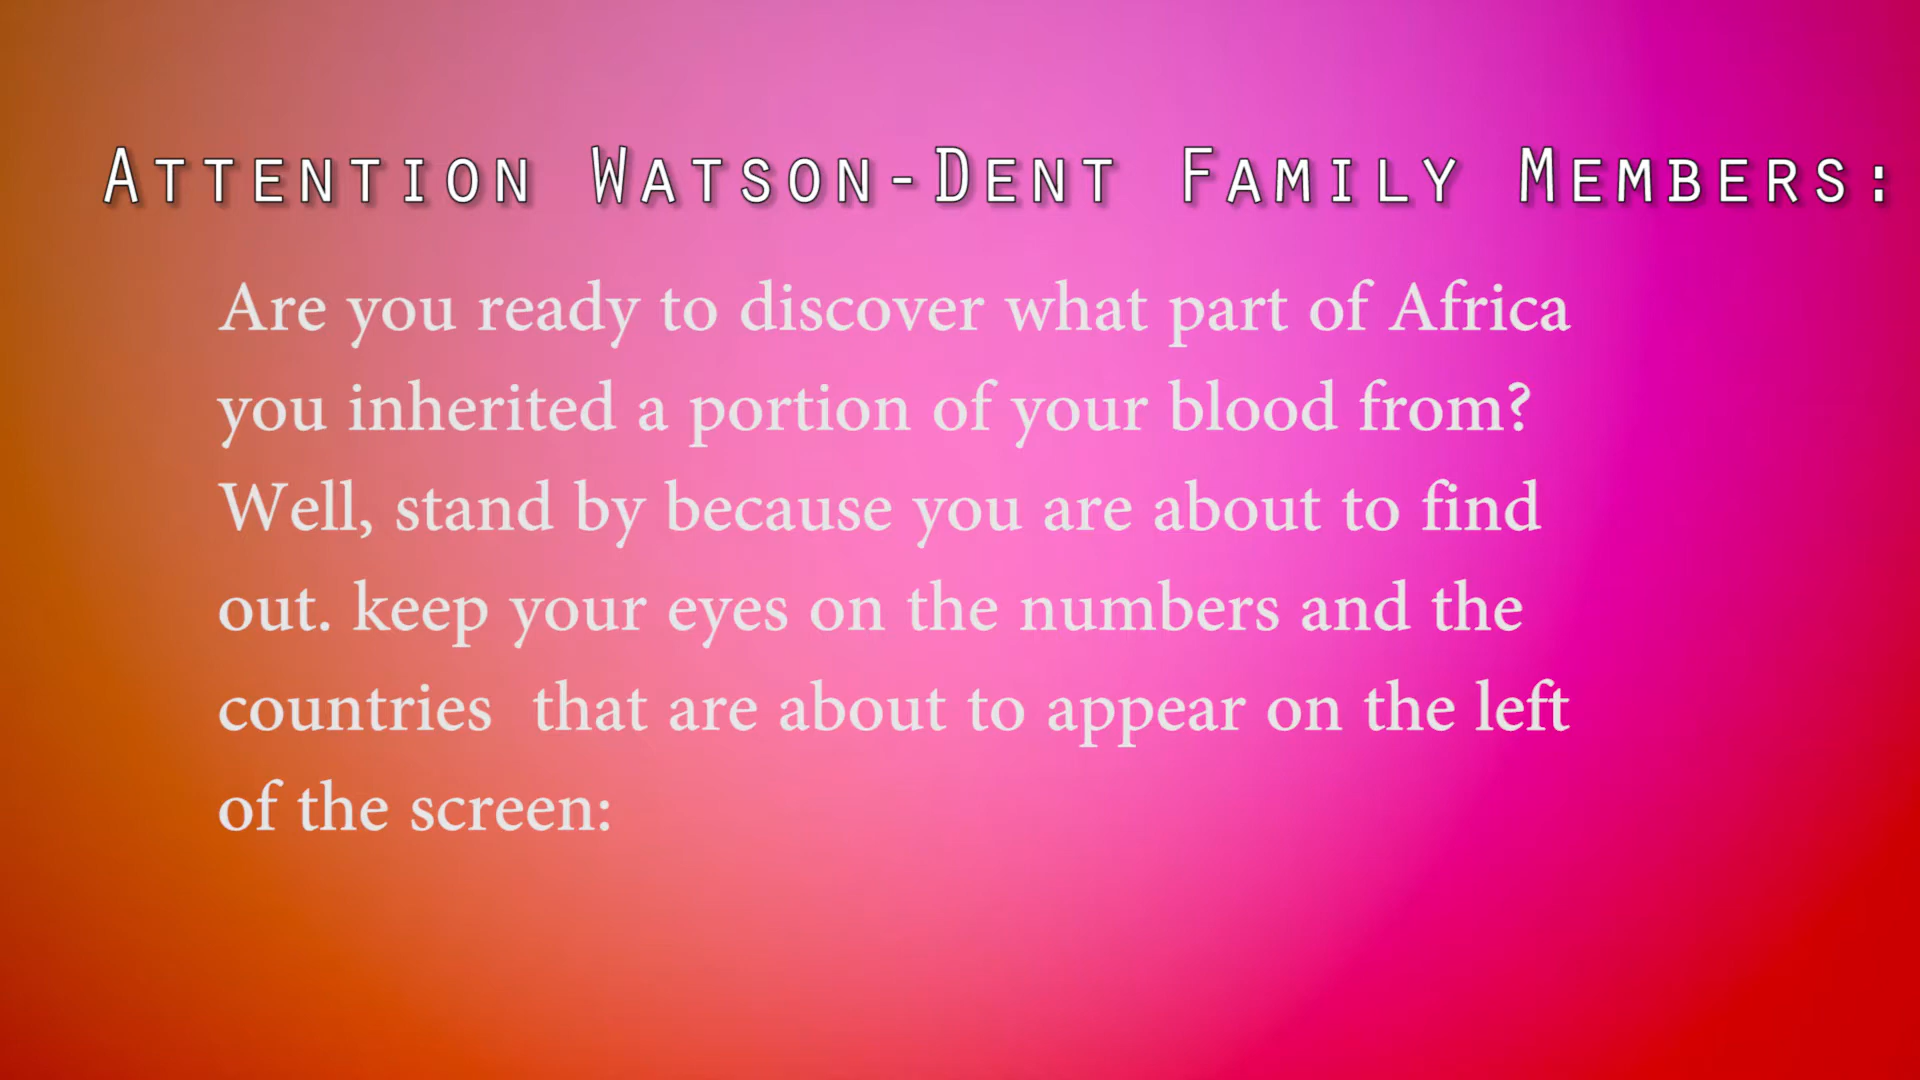 Attention Watson-Dent Family Members:
Are you ready to discover what part of Africa
you inherited a portion of your blood from?
Well, stand by because you are about to find
out. keep your eyes on the numbers and the
countries  that are about to appear on the left
of the screen: